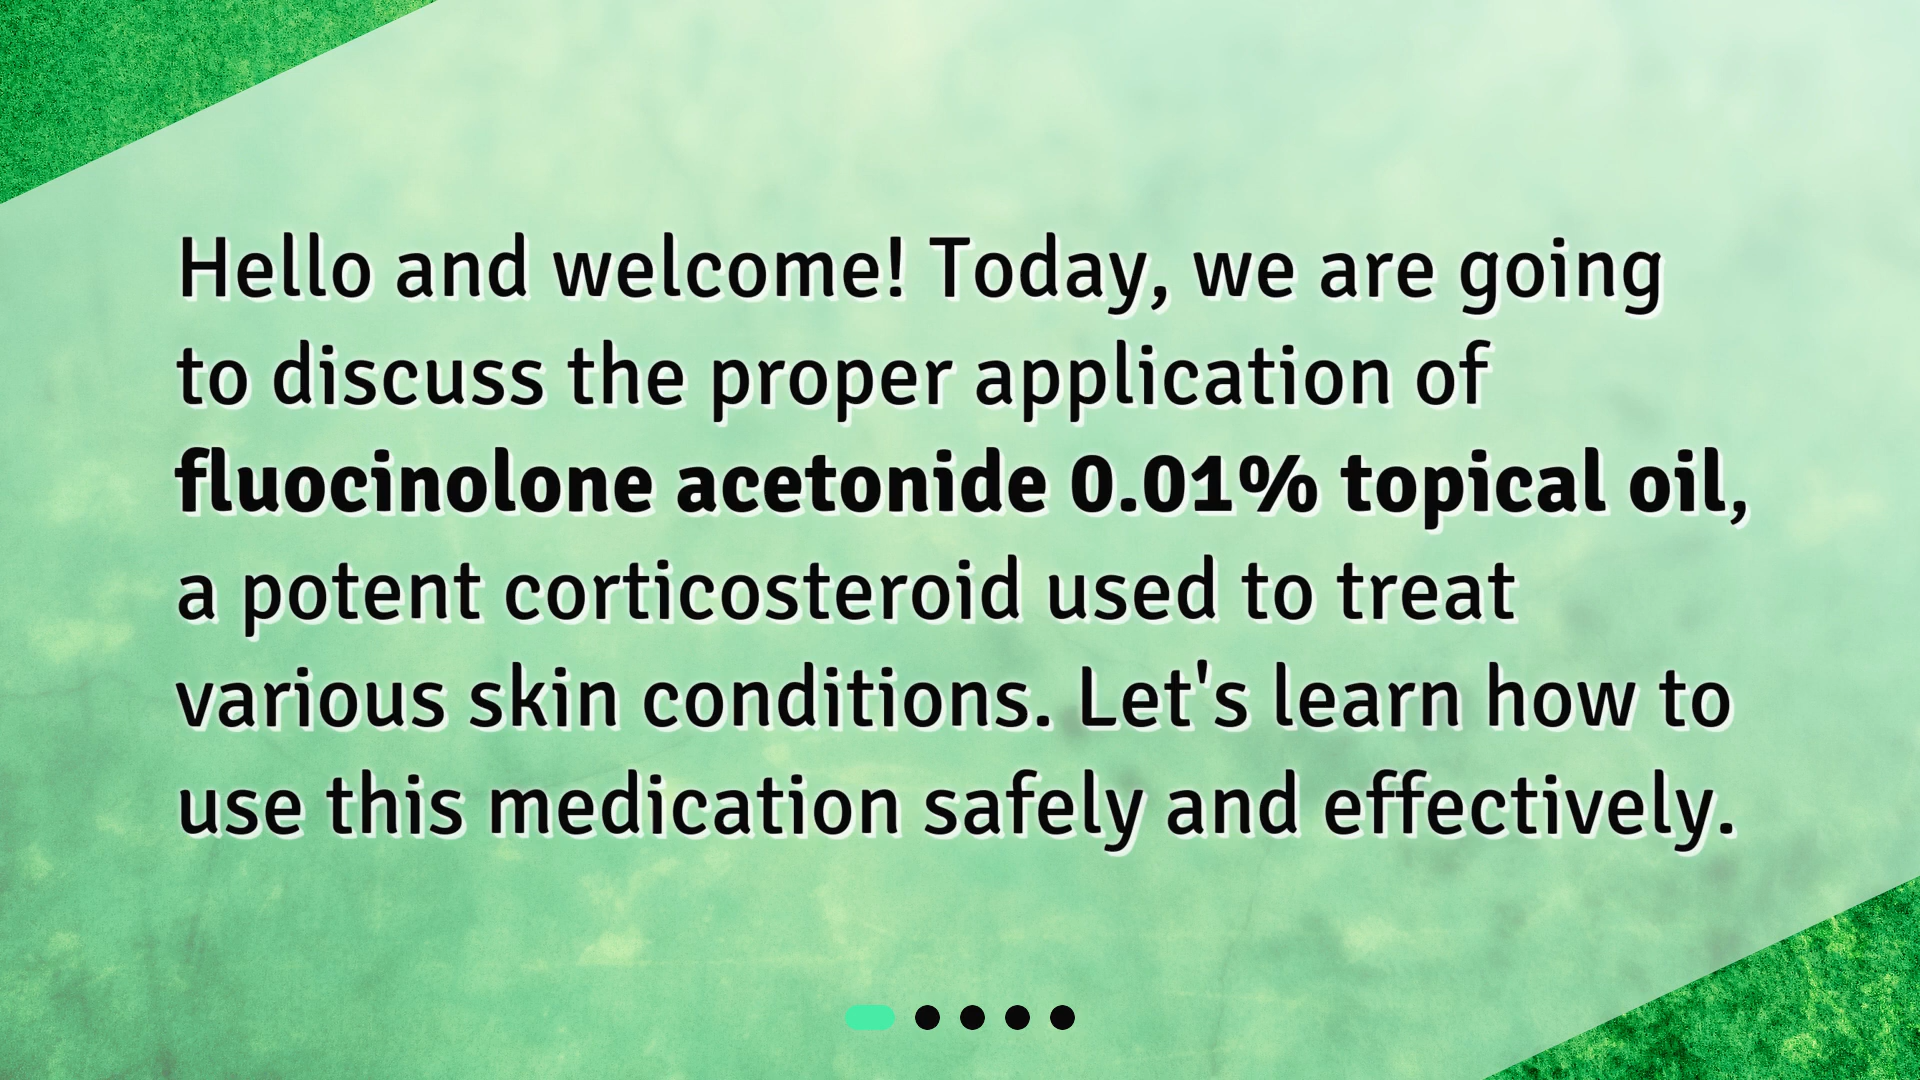 Hello and welcome! Today, we are going
to discuss the proper application of
fluocinolone acetonide 0.01% topical oil,
a potent corticosteroid used to treat
various skin conditions. Let's learn how to
use this medication safely and effectively.